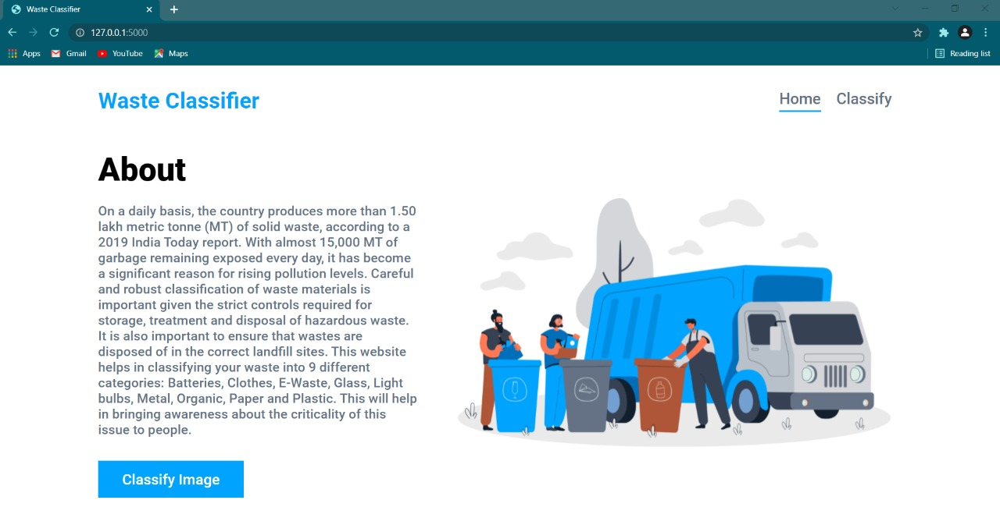 Waste Classifier
127.0.0.1:5000
Apps Gmail YouTube Maps Reading list
Waste Classifier Home Classify
About
On a daily basis, the country produces more than 1.50
lakh metric tonne (MT) of solid waste, according to a
2019 India Today report. With almost 15,000 MT of
garbage remaining exposed every day, it has become
a significant reason for rising pollution levels. Careful
and robust classification of waste materials is
important given the strict controls required for
storage, treatment and disposal of hazardous waste.
It is also important to ensure that wastes are
disposed of in the correct landfill sites. This website
helps in classifying your waste into 9 different
categories: Batteries, Clothes, E-Waste, Glass, Light
bulbs, Metal, Organic, Paper and Plastic. This will help
in bringing awareness about the criticality of this
issue to people.
Classify Image